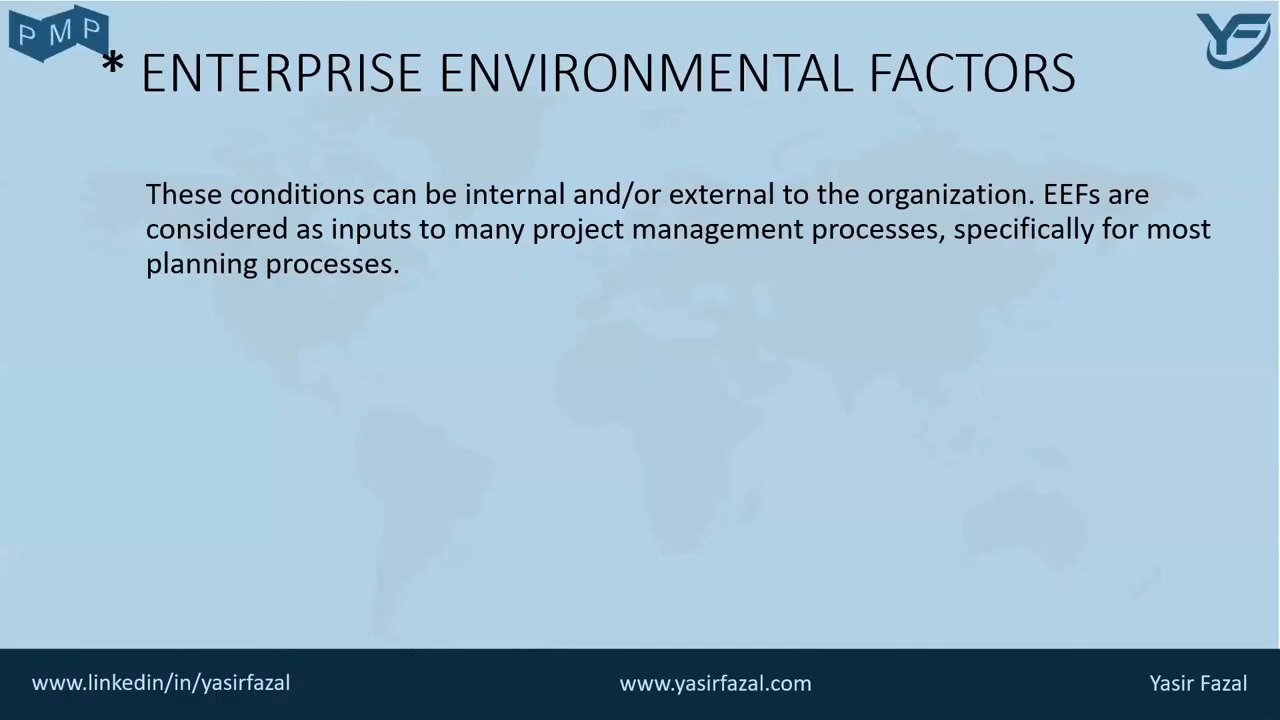 PMP
YF
* ENTERPRISE ENVIRONMENTAL FACTORS
These conditions can be internal and/or external to the organization. EEFs are
considered as inputs to many project management processes, specifically for most
planning processes.
www.linkedin/in/yasirfazal
www.yasirfazal.com
Yasir Fazal